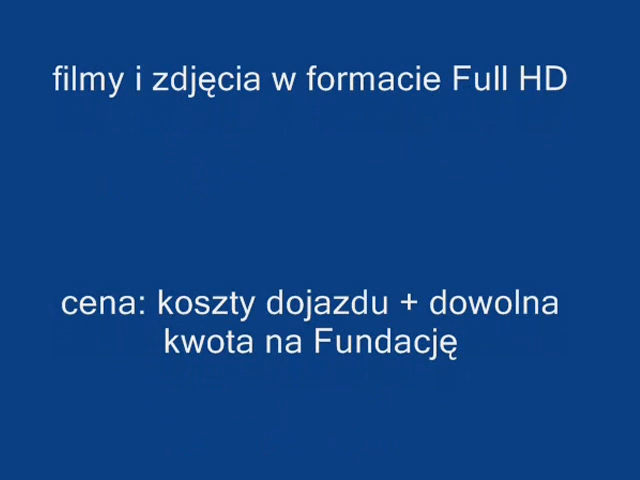 filmy i zdjęcia w formacie Full HD
cena: koszty dojazdu + dowolna
kwota na Fundację